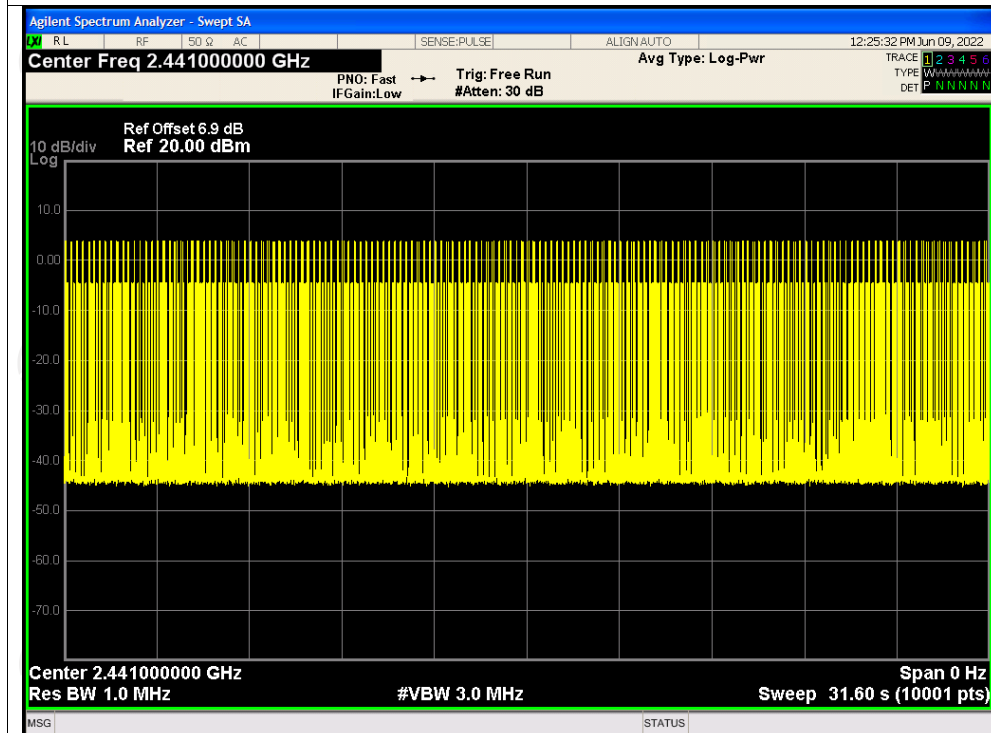 Agilent Spectrum Analyzer - Swept SA
LXI RL RF 50 Ω AC SENSE:PULSE ALIGN AUTO 12:25:32 PM Jun 09, 2022
Center Freq 2.441000000 GHz
Avg Type: Log-Pwr
TRACE 1 2 3 4 5 6
PNO: Fast
Trig: Free Run
TYPE WWWWWWW
IFGain:Low
#Atten: 30 dB
DET P N N N N N
Ref Offset 6.9 dB
10 dB/div Ref 20.00 dBm
Log
10.0
0.00
-10.0
-20.0
-30.0
-40.0
-50.0
-60.0
-70.0
Center 2.441000000 GHz Span 0 Hz
Res BW 1.0 MHz #VBW 3.0 MHz Sweep 31.60 s (10001 pts)
MSG STATUS